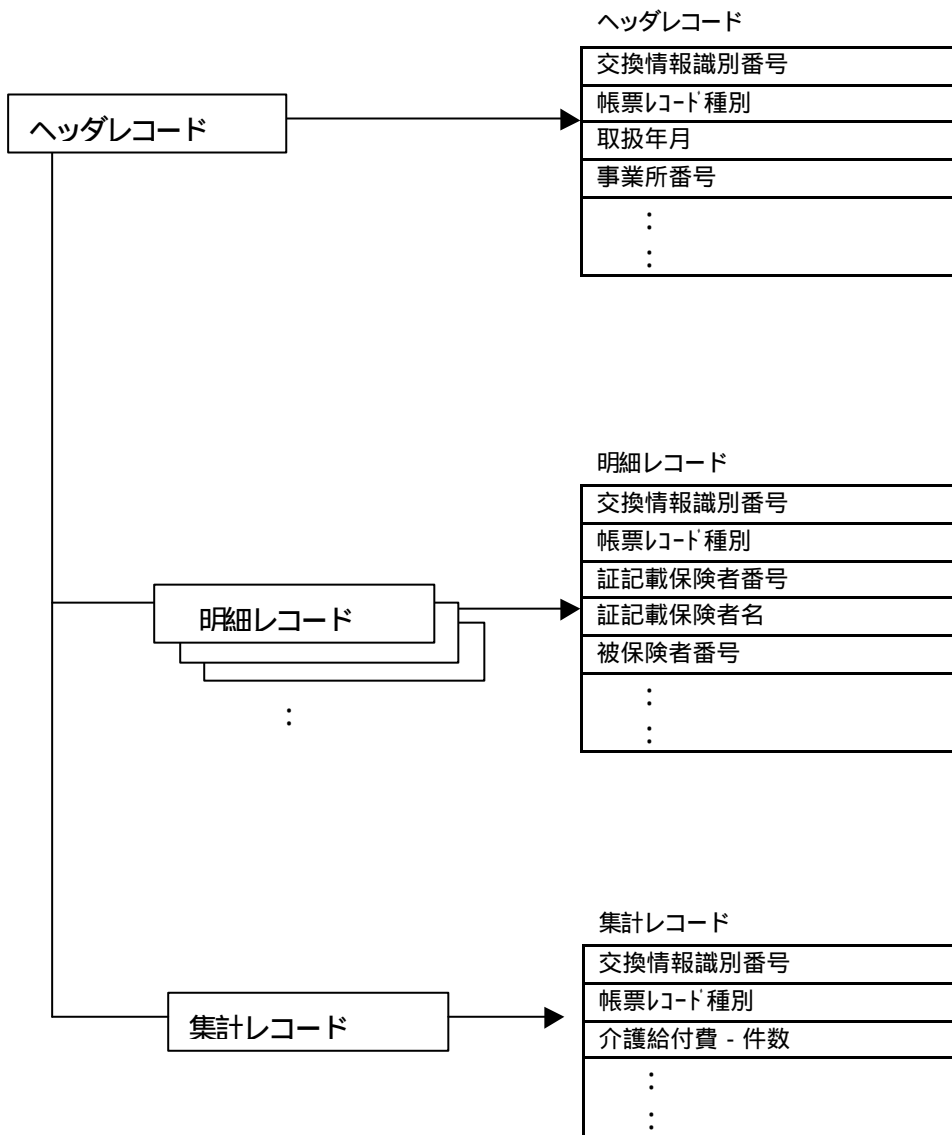 ヘッダレコード
交換情報識別番号
帳票ﾚｺｰﾄﾞ種別
取扱年月
事業所番号
：
：
ヘッダレコード
明細レコード
交換情報識別番号
帳票ﾚｺｰﾄﾞ種別
証記載保険者番号
証記載保険者名
被保険者番号
：
：
明細レコード
：
集計レコード
交換情報識別番号
帳票ﾚｺｰﾄﾞ種別
介護給付費 - 件数
：
：
集計レコード